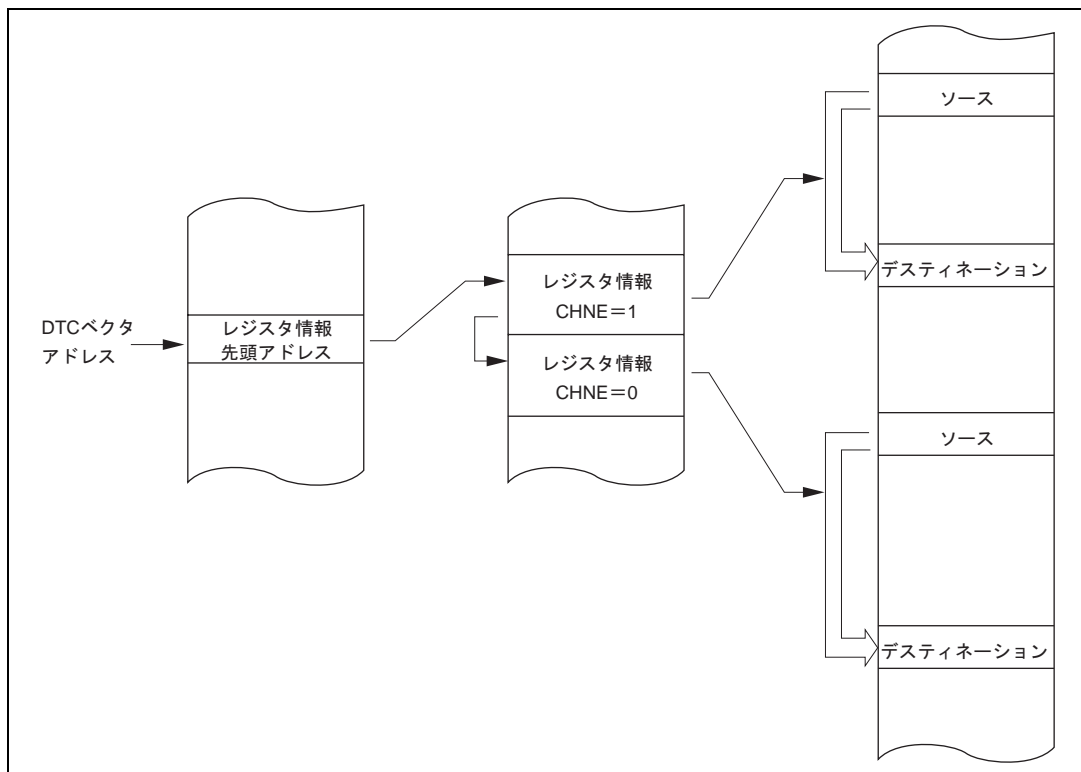 DTCベクタ
アドレス
レジスタ情報
先頭アドレス
レジスタ情報
CHNE＝1
レジスタ情報
CHNE＝0
ソース
デスティネーション
ソース
デスティネーション